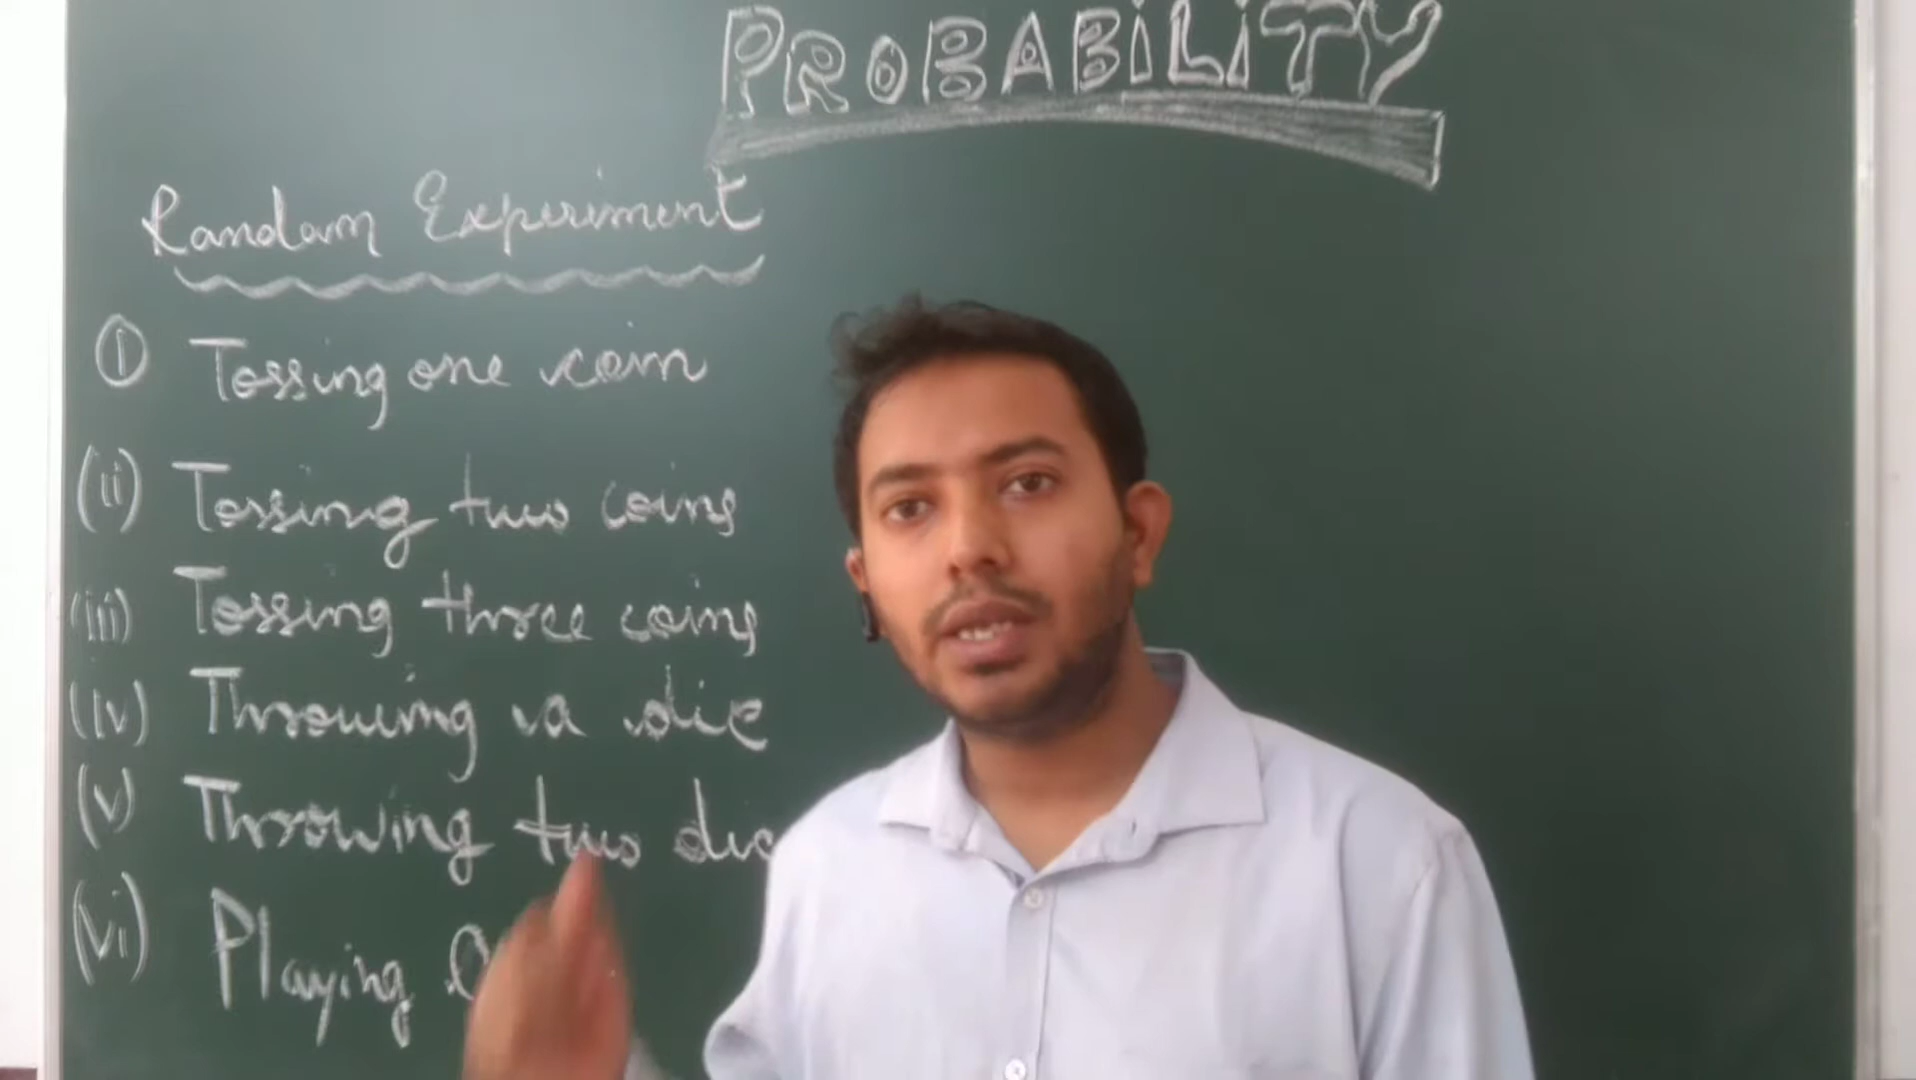 PROBABILITY
Random Experiment
① Tossing one coin
(ii) Tossing two coins
(iii) Tossing three coins
(iv) Throwing a die
(v) Throwing two
(vi) Playing